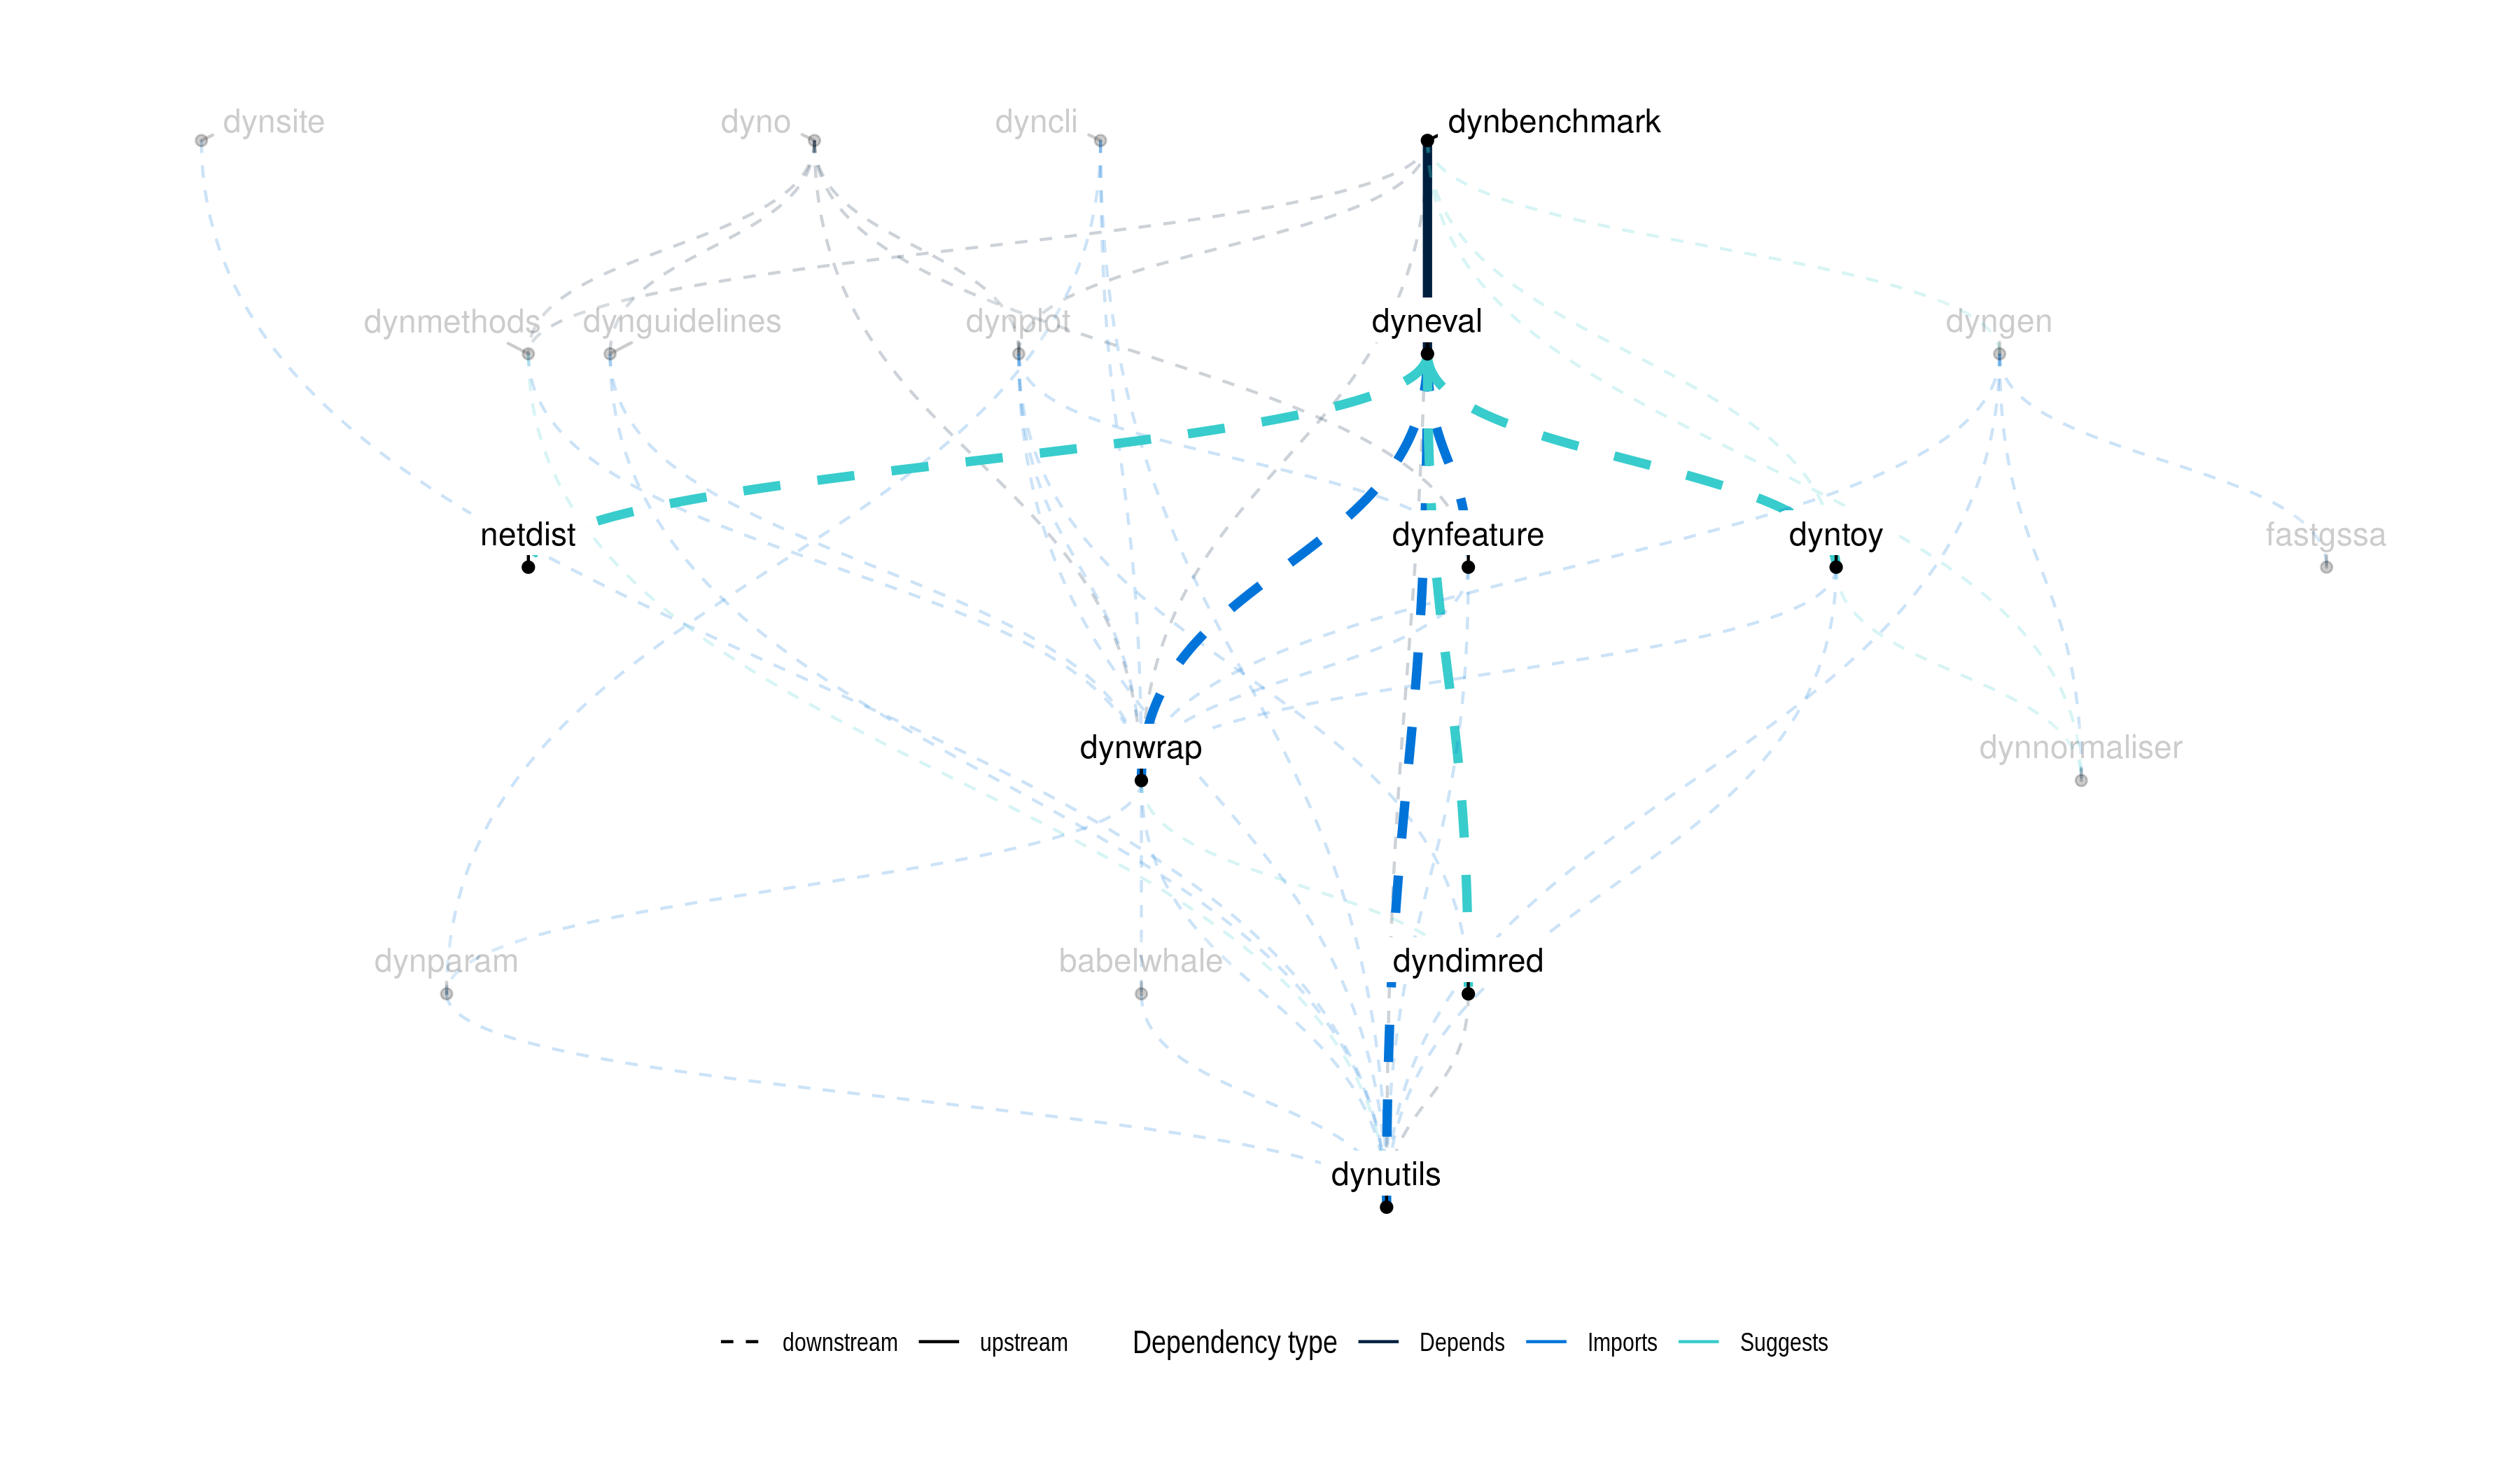 dynsite
dyno
dyncli
dynbenchmark
dynmethods
dynguidelines
dynplot
dyneval
dyngen
netdist
dynfeature
dyntoy
fastgssa
dynwrap
dynnormaliser
dynparam
babelwhale
dyndimred
dynutils
downstream upstream Dependency type Depends Imports Suggests